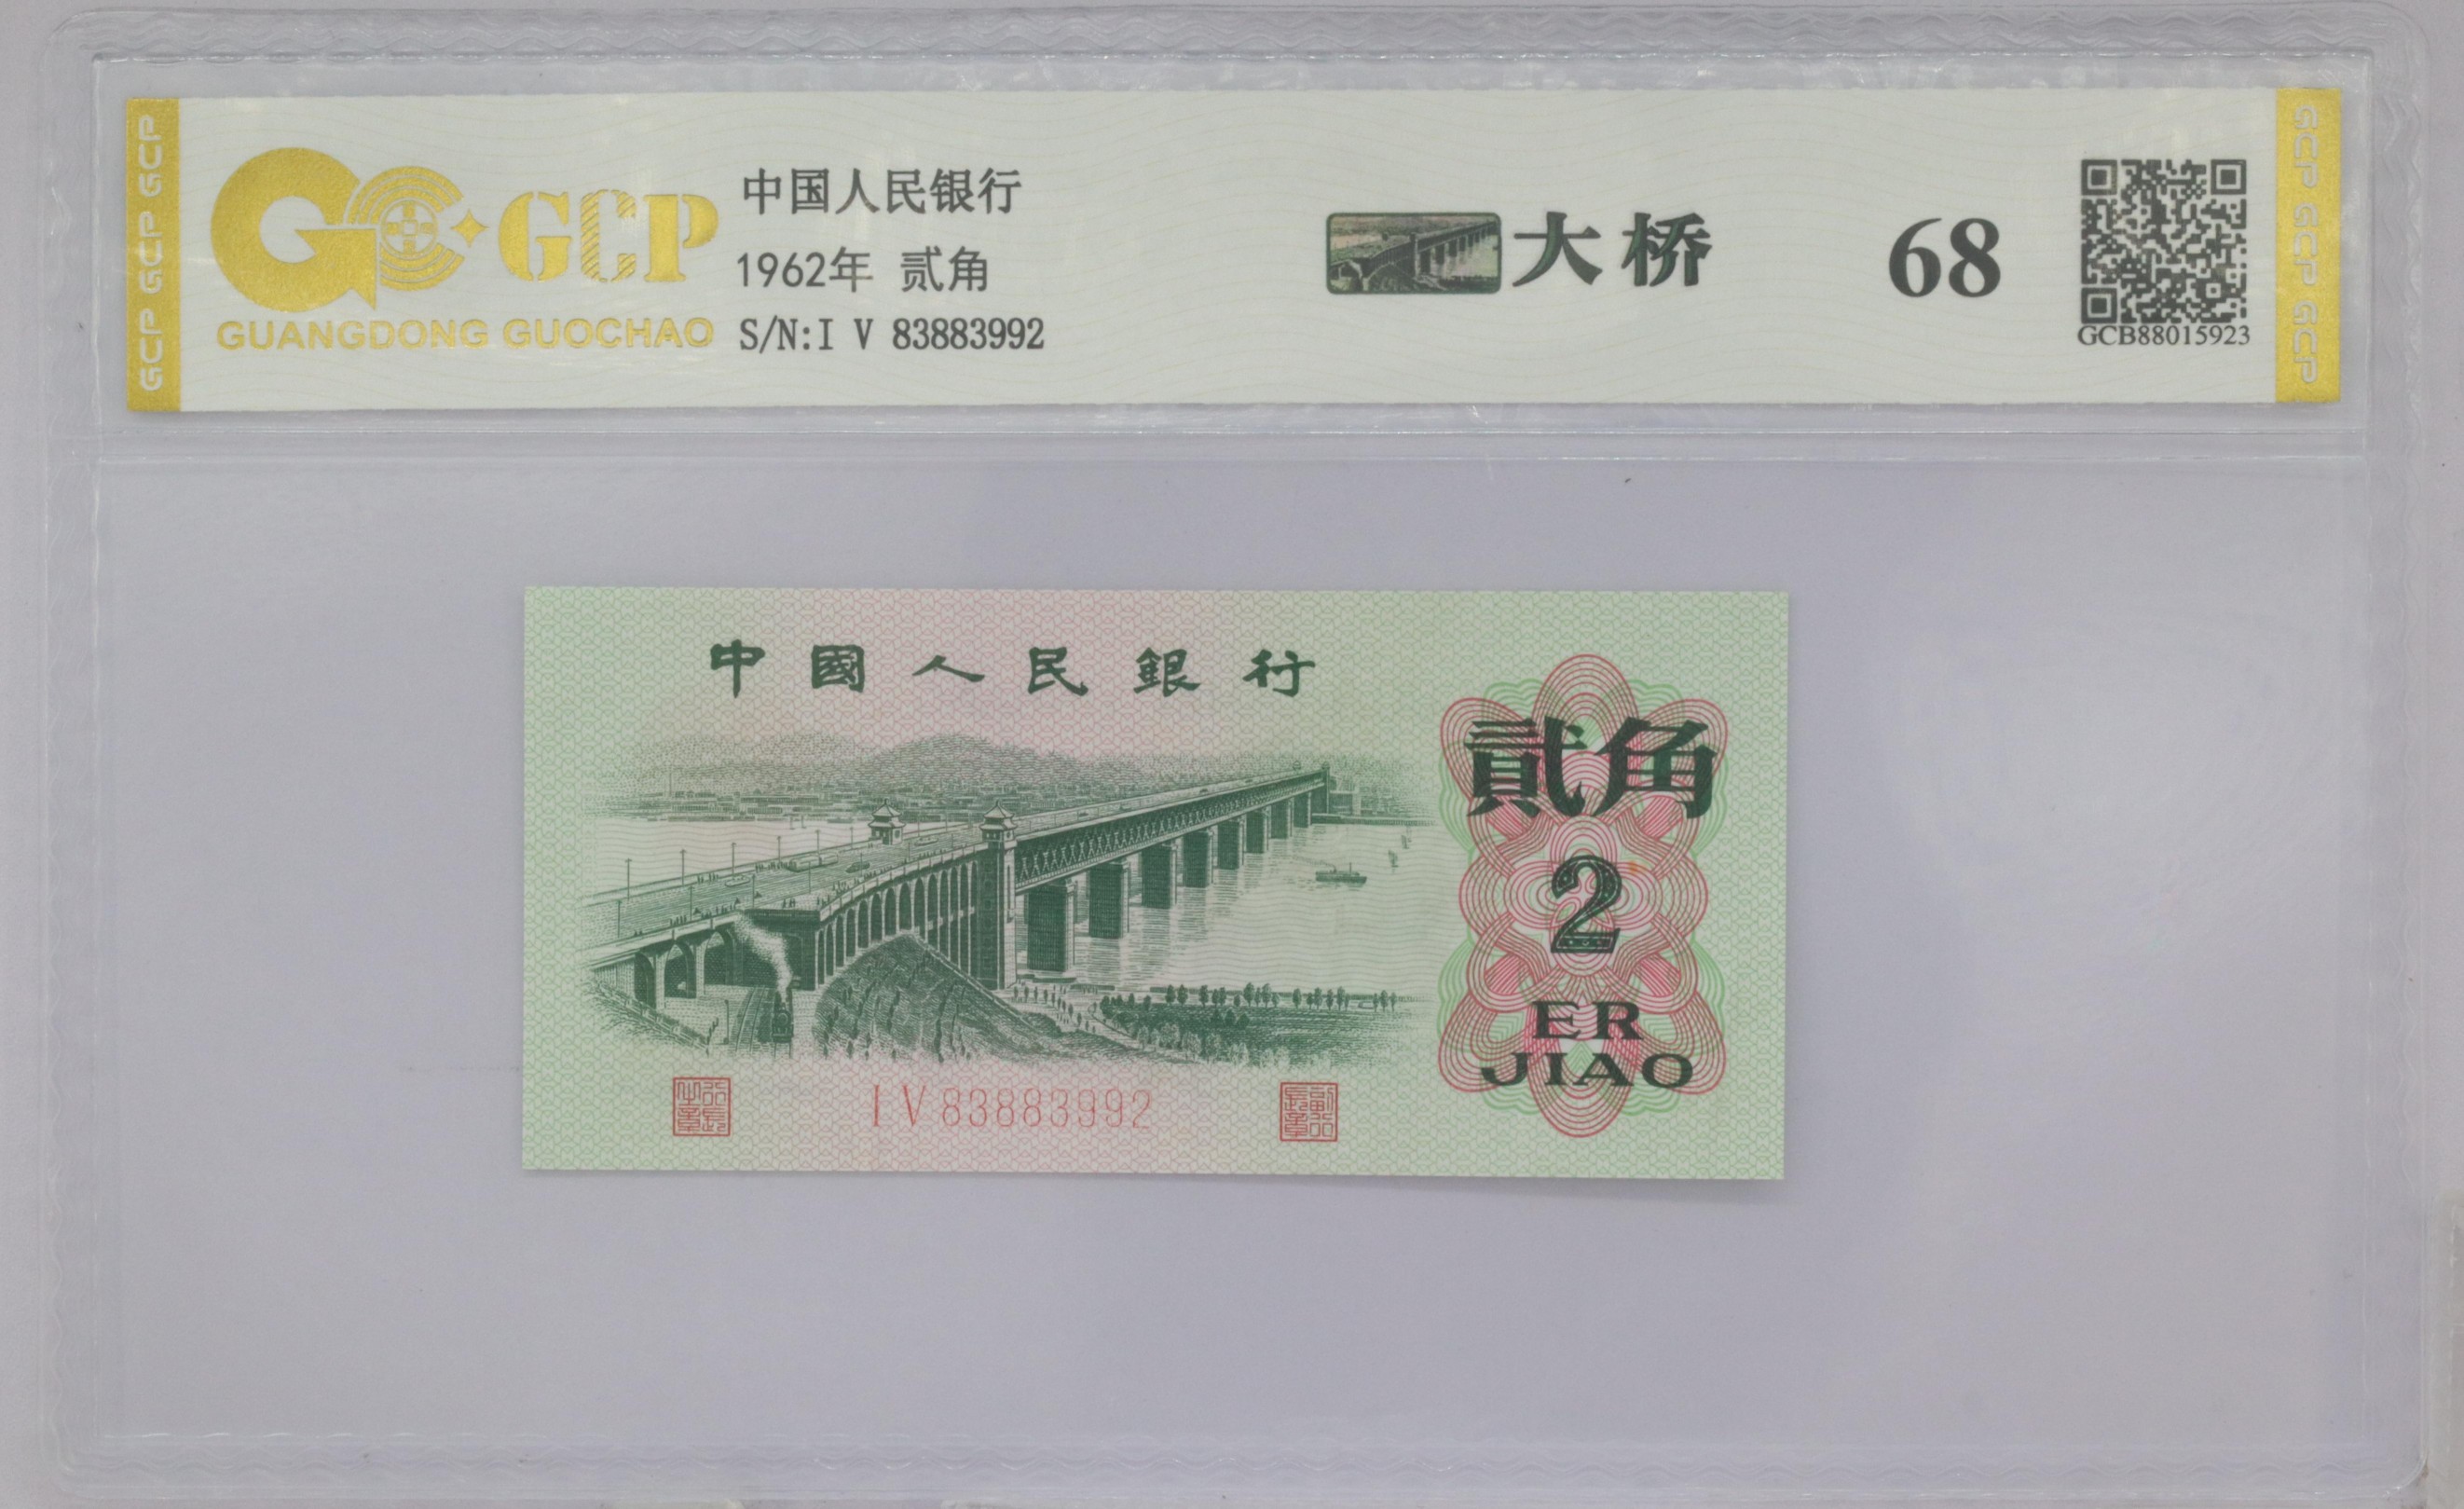 GCP GCP GCP
GCP
GUANGDONG GUOCHAO
中国人民银行
1962年 贰角
S/N:I V 83883992
大桥
68
GCB88015923
GCP GCP GCP
中國人民銀行
貳角
2
ER
JIAO
I V 83883992